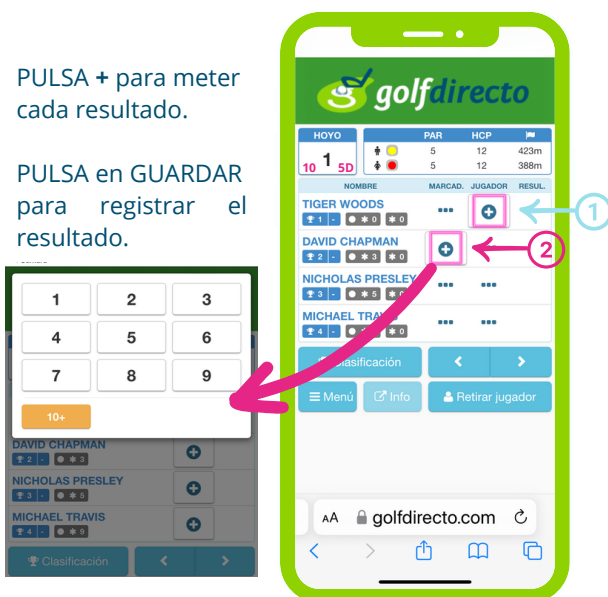 PULSA + para meter
cada resultado.
PULSA en GUARDAR
para registrar el
resultado.
1 2 3
4 5 6
7 8 9
10+
DAVID CHAPMAN
2 - 3
NICHOLAS PRESLEY
3 - 5
MICHAEL TRAVIS
4 - 9
Clasificación < >
golfdirecto
HOYO PAR HCP
10 1 5D
5 12 423m
5 12 388m
NOMBRE MARCAD. JUGADOR RESUL.
TIGER WOODS
1 - 0 0
1
DAVID CHAPMAN
2 - 3 0
2
NICHOLAS PRESLEY
3 - 5
MICHAEL TRAVIS
4 - 0
Clasificación < >
Menú Info Retirar jugador
AA golfdirecto.com